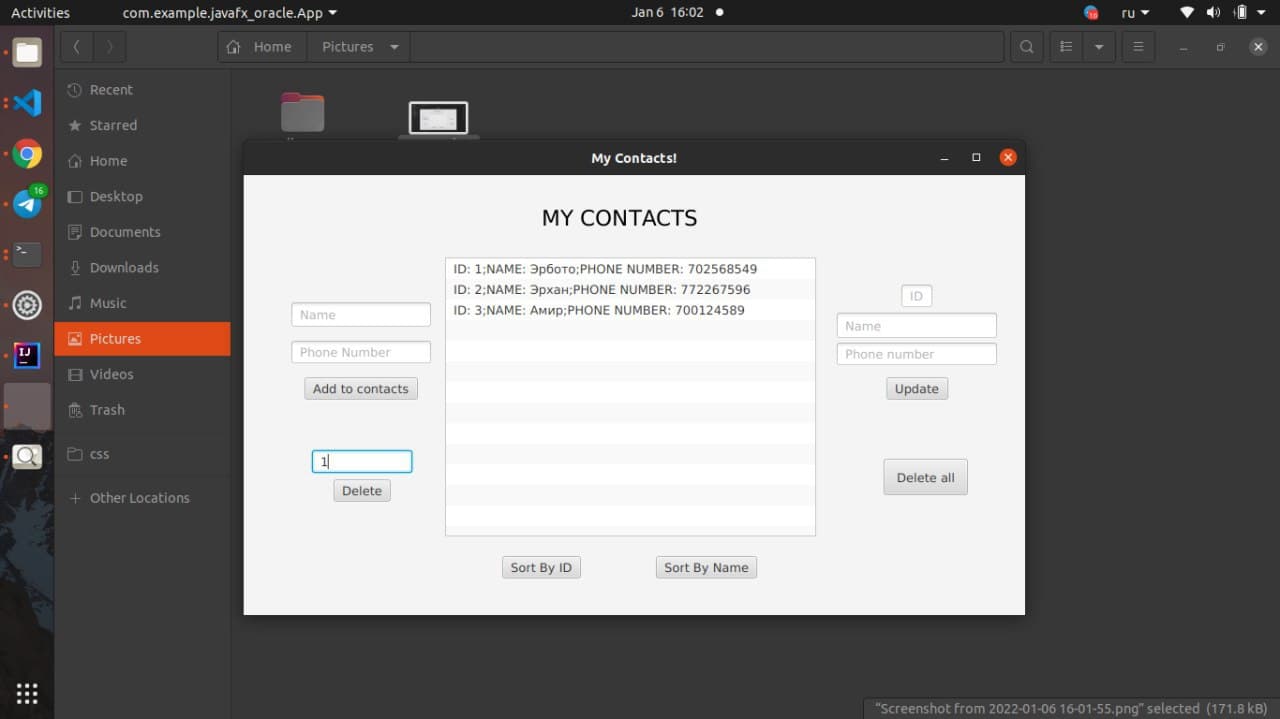 Activities
com.example.javafx_oracle.App
Jan 6 16:02
ru
Home
Pictures
Recent
Starred
Home
Desktop
Documents
Downloads
Music
Pictures
Videos
Trash
css
Other Locations
16
My Contacts!
MY CONTACTS
ID: 1;NAME: Эрбото;PHONE NUMBER: 702568549
ID: 2;NAME: Эрхан;PHONE NUMBER: 772267596
ID: 3;NAME: Амир;PHONE NUMBER: 700124589
Name
Phone Number
Add to contacts
1
Delete
ID
Name
Phone number
Update
Delete all
Sort By ID
Sort By Name
IJ
"Screenshot from 2022-01-06 16-01-55.png" selected (171.8 kB)